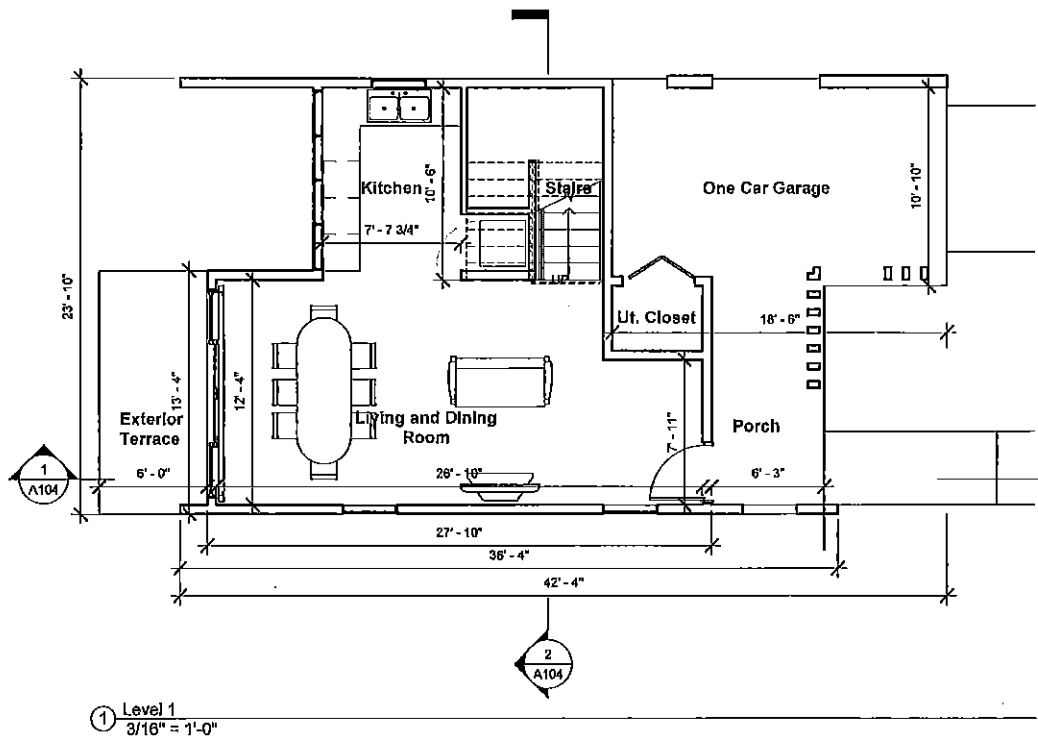 Kitchen
10' - 6"
7' - 7 3/4"
Stairs
UP
One Car Garage
10' - 10"
23' - 10"
Ut. Closet
18' - 6"
13' - 4"
12' - 4"
Exterior
Terrace
6' - 0"
Living and Dining
Room
7' - 11"
Porch
26' - 10"
6' - 3"
1
A104
27' - 10"
36' - 4"
42' - 4"
2
A104
1
Level 1
3/16" = 1'-0"